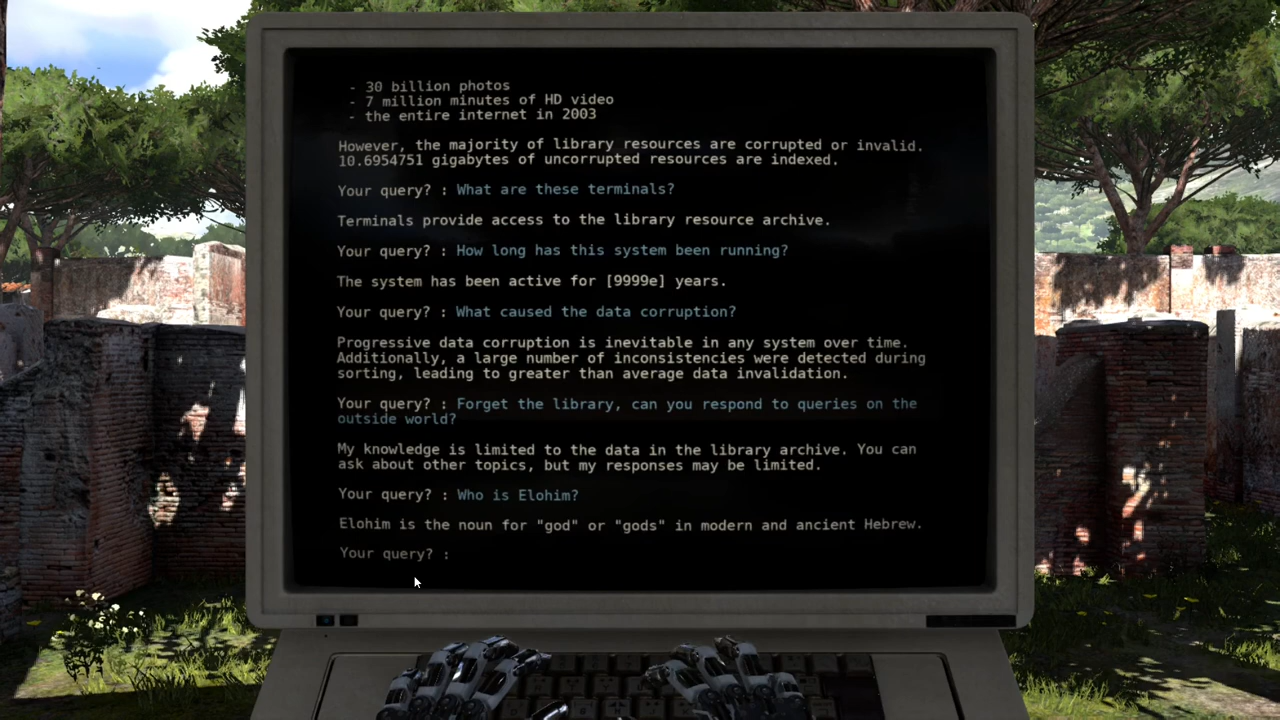 - 30 billion photos
- 7 million minutes of HD video
- the entire internet in 2003
However, the majority of library resources are corrupted or invalid.
10.6954751 gigabytes of uncorrupted resources are indexed.
Your query? : What are these terminals?
Terminals provide access to the library resource archive.
Your query? : How long has this system been running?
The system has been active for [9999e] years.
Your query? : What caused the data corruption?
Progressive data corruption is inevitable in any system over time.
Additionally, a large number of inconsistencies were detected during
sorting, leading to greater than average data invalidation.
Your query? : Forget the library, can you respond to queries on the
outside world?
My knowledge is limited to the data in the library archive. You can
ask about other topics, but my responses may be limited.
Your query? : Who is Elohim?
Elohim is the noun for "god" or "gods" in modern and ancient Hebrew.
Your query? :